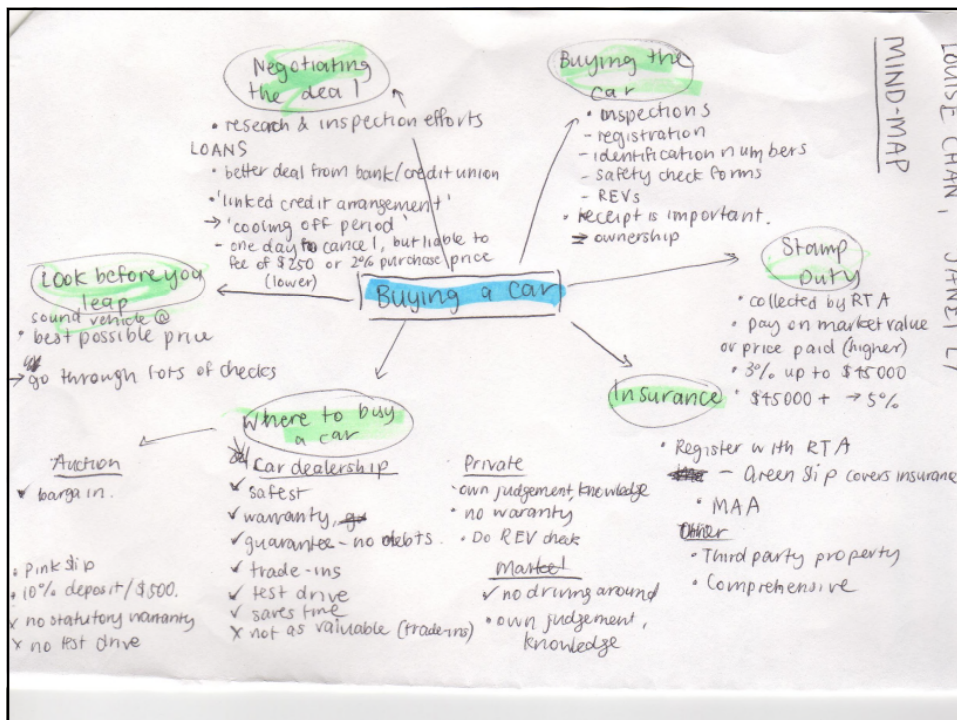 LOUISE CHAN, JANET L
MIND-MAP
Negotiating
the deal
• research & inspection efforts
LOANS
• better deal from bank/credit union
• 'linked credit arrangement'
→ 'cooling off period'
- one day to cancel, but liable to
fee of $250 or 2% purchase price
(lower)
Buying the
car
• inspections
- registration
- identification numbers
- safety check forms
- REVs
• receipt is important.
→ ownership
Stamp
Duty
• collected by RTA
• pay on market value
or price paid (higher)
• 3% up to $45000
• $45000 + → 5%
Buying a car
Look before you
leap
sound vehicle @
• best possible price
→ go through lots of checks
Insurance
• Register with RTA
- Green Slip covers insurance
• MAA
Other
• Third party property
• Comprehensive
Where to buy
a car
Auction
✓ bargain.
• Pink slip
• 10% deposit/$500.
x no statutory warranty
x no test drive
Car dealership
✓ safest
✓ warranty,
✓ guarantee - no debts.
✓ trade-ins
✓ test drive
✓ saves time
x not as valuable (trade-ins)
Private
• own judgement, knowledge
• no waranty
• Do REV check
Market
✓ no driving around
• own judgement,
knowledge